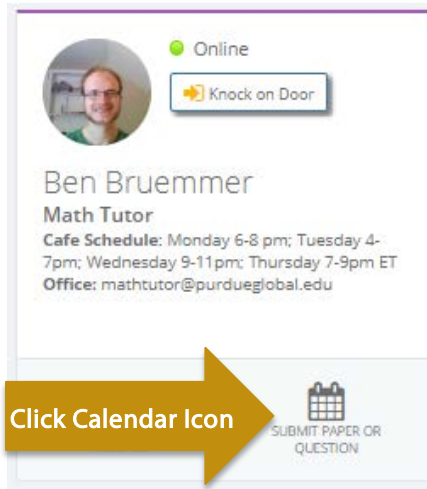 Online
Knock on Door
Ben Bruemmer
Math Tutor
Cafe Schedule: Monday 6-8 pm; Tuesday 4-
7pm; Wednesday 9-11pm; Thursday 7-9pm ET
Office: mathtutor@purdueglobal.edu
Click Calendar Icon
SUBMIT PAPER OR
QUESTION